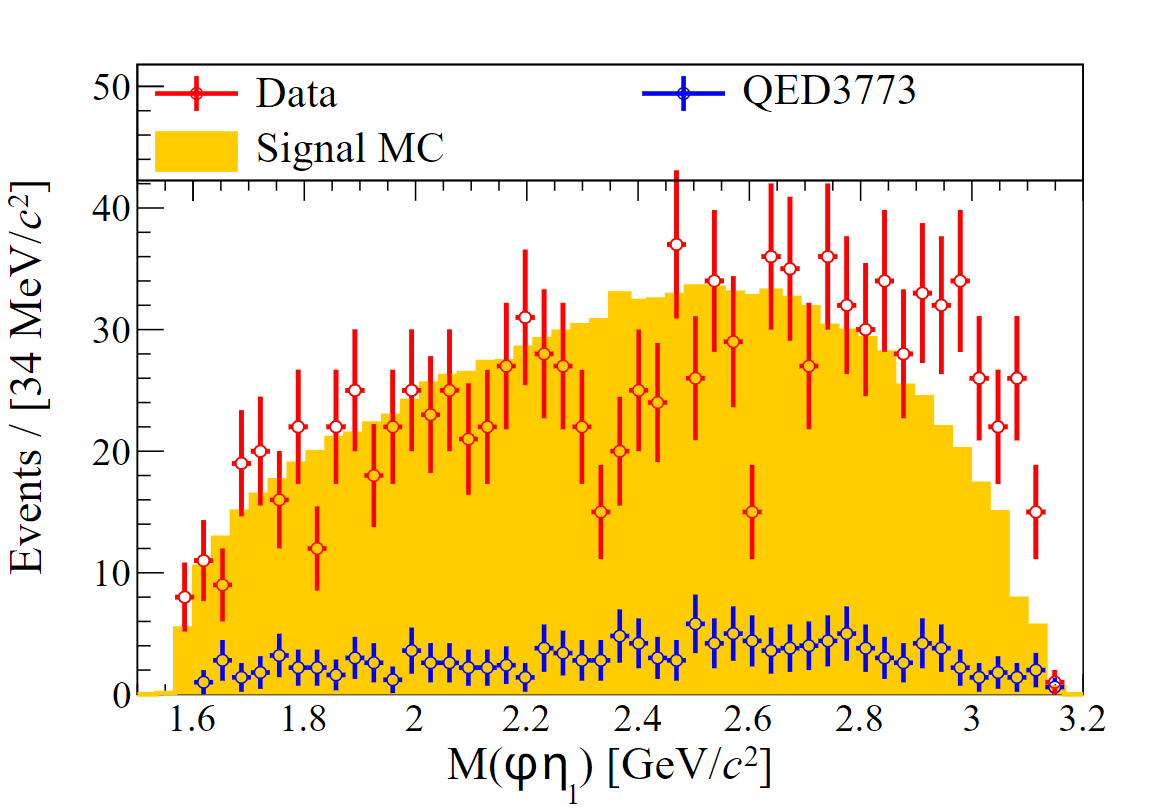 Data
QED3773
Signal MC
Events / [34 MeV/c²]
50
40
30
20
10
0
1.6 1.8 2 2.2 2.4 2.6 2.8 3 3.2
M(φη₁) [GeV/c²]